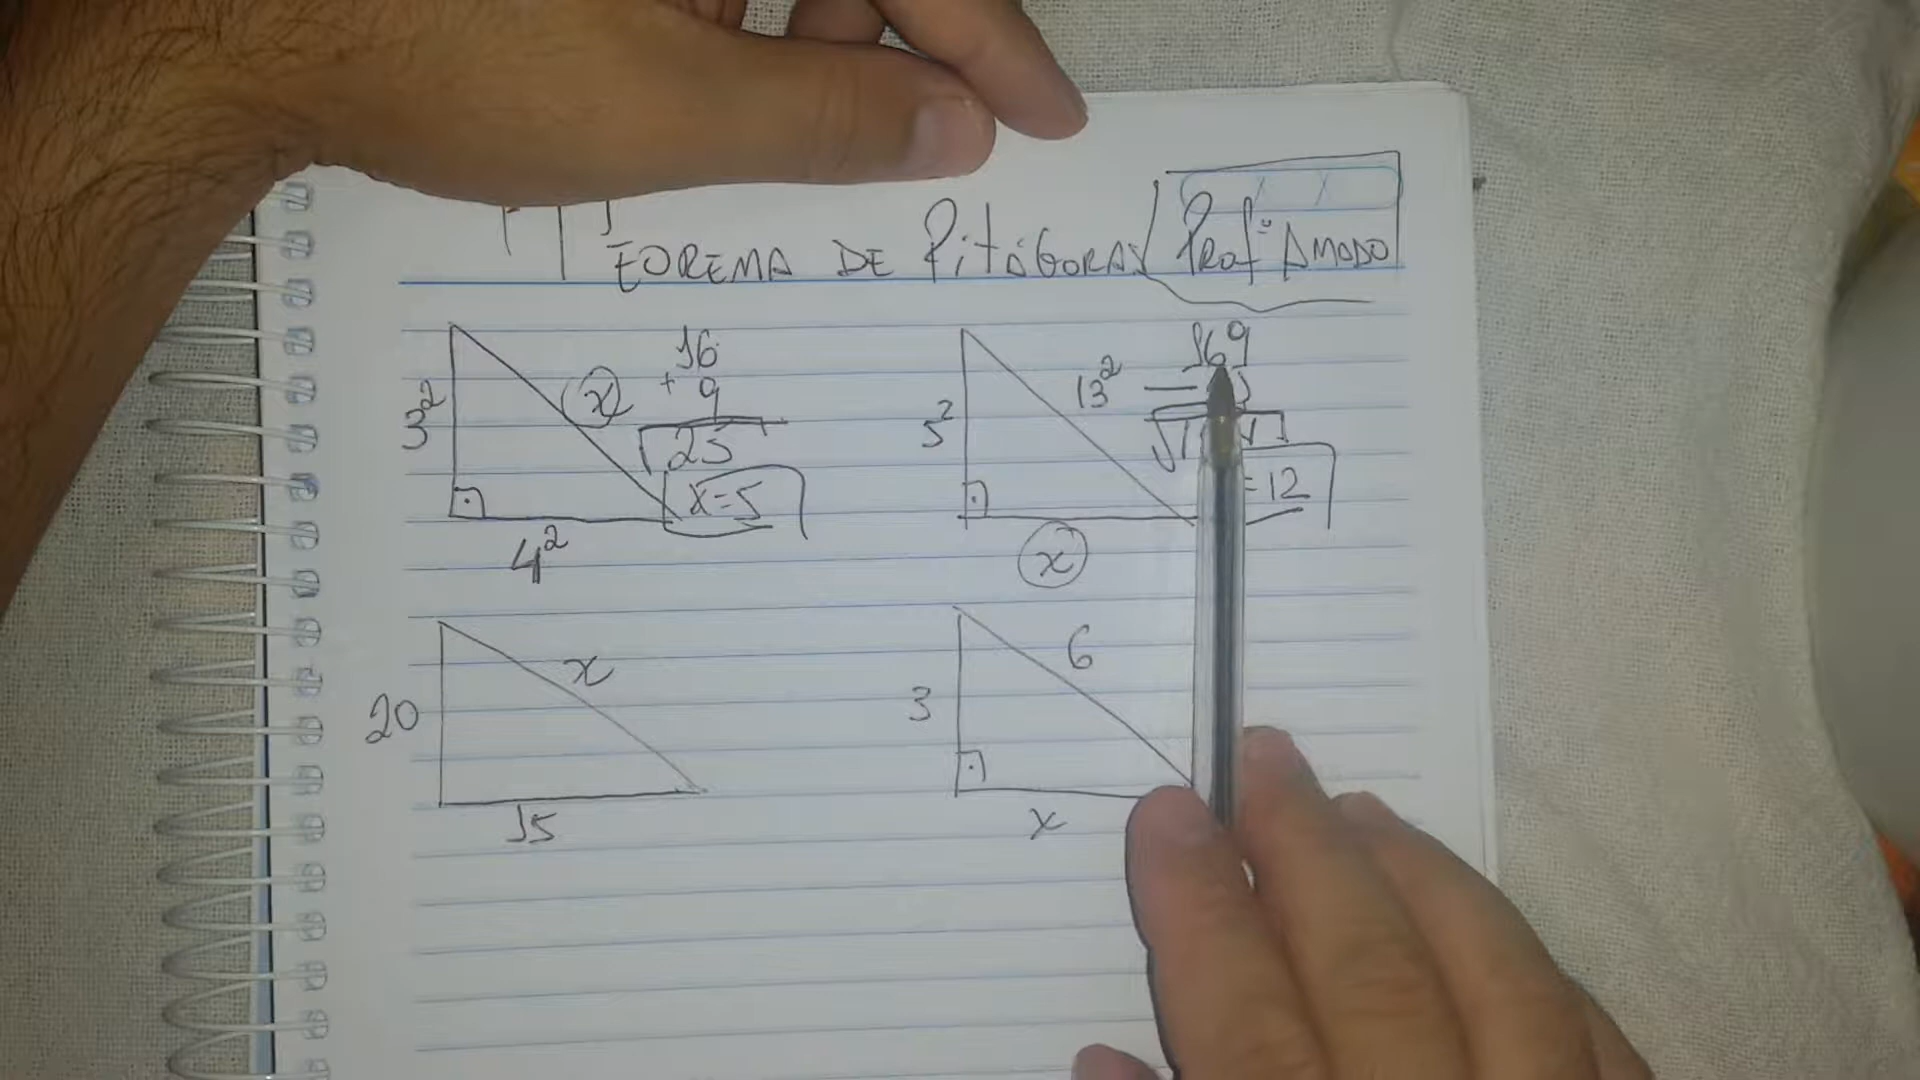 TEOREMA DE PitáGORAS Profº AMADO
3² x 16
+ 9
25
x=5
4²
5² 13² 169
=12
x
20 x
15
3 6
x